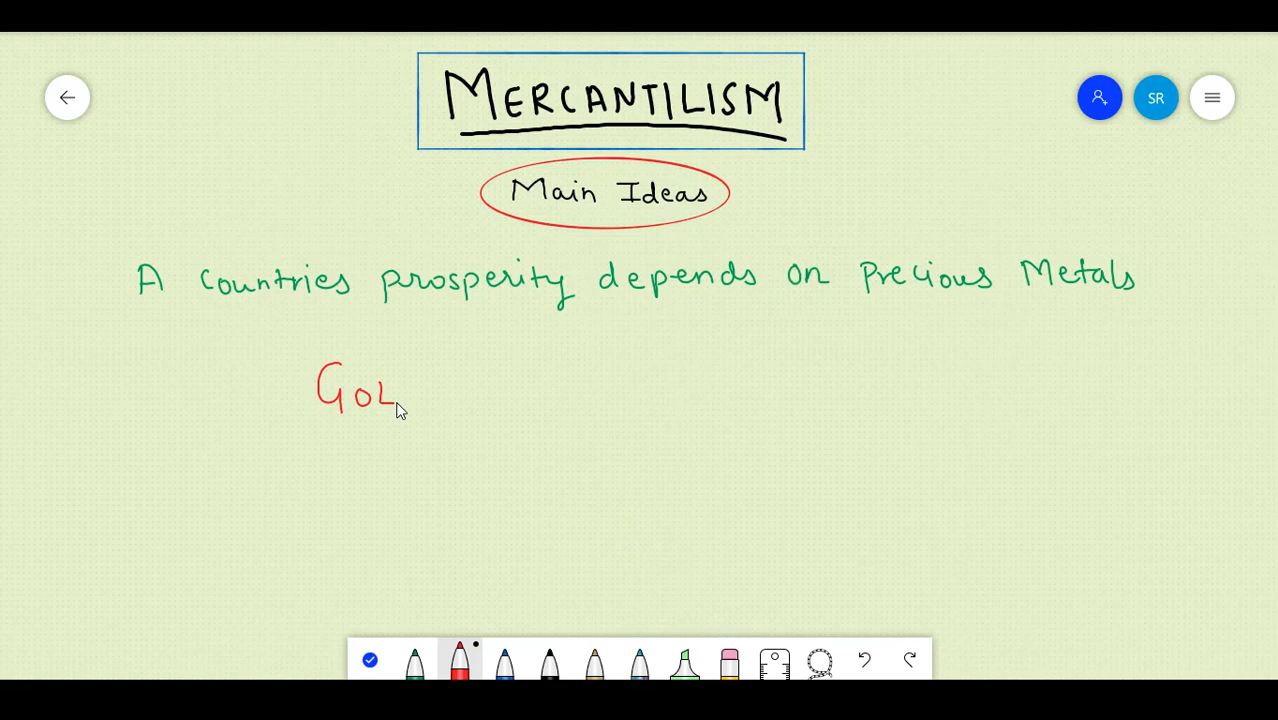 MERCANTILISM
SR
Main Ideas
A countries prosperity depends on Precious Metals
GOL